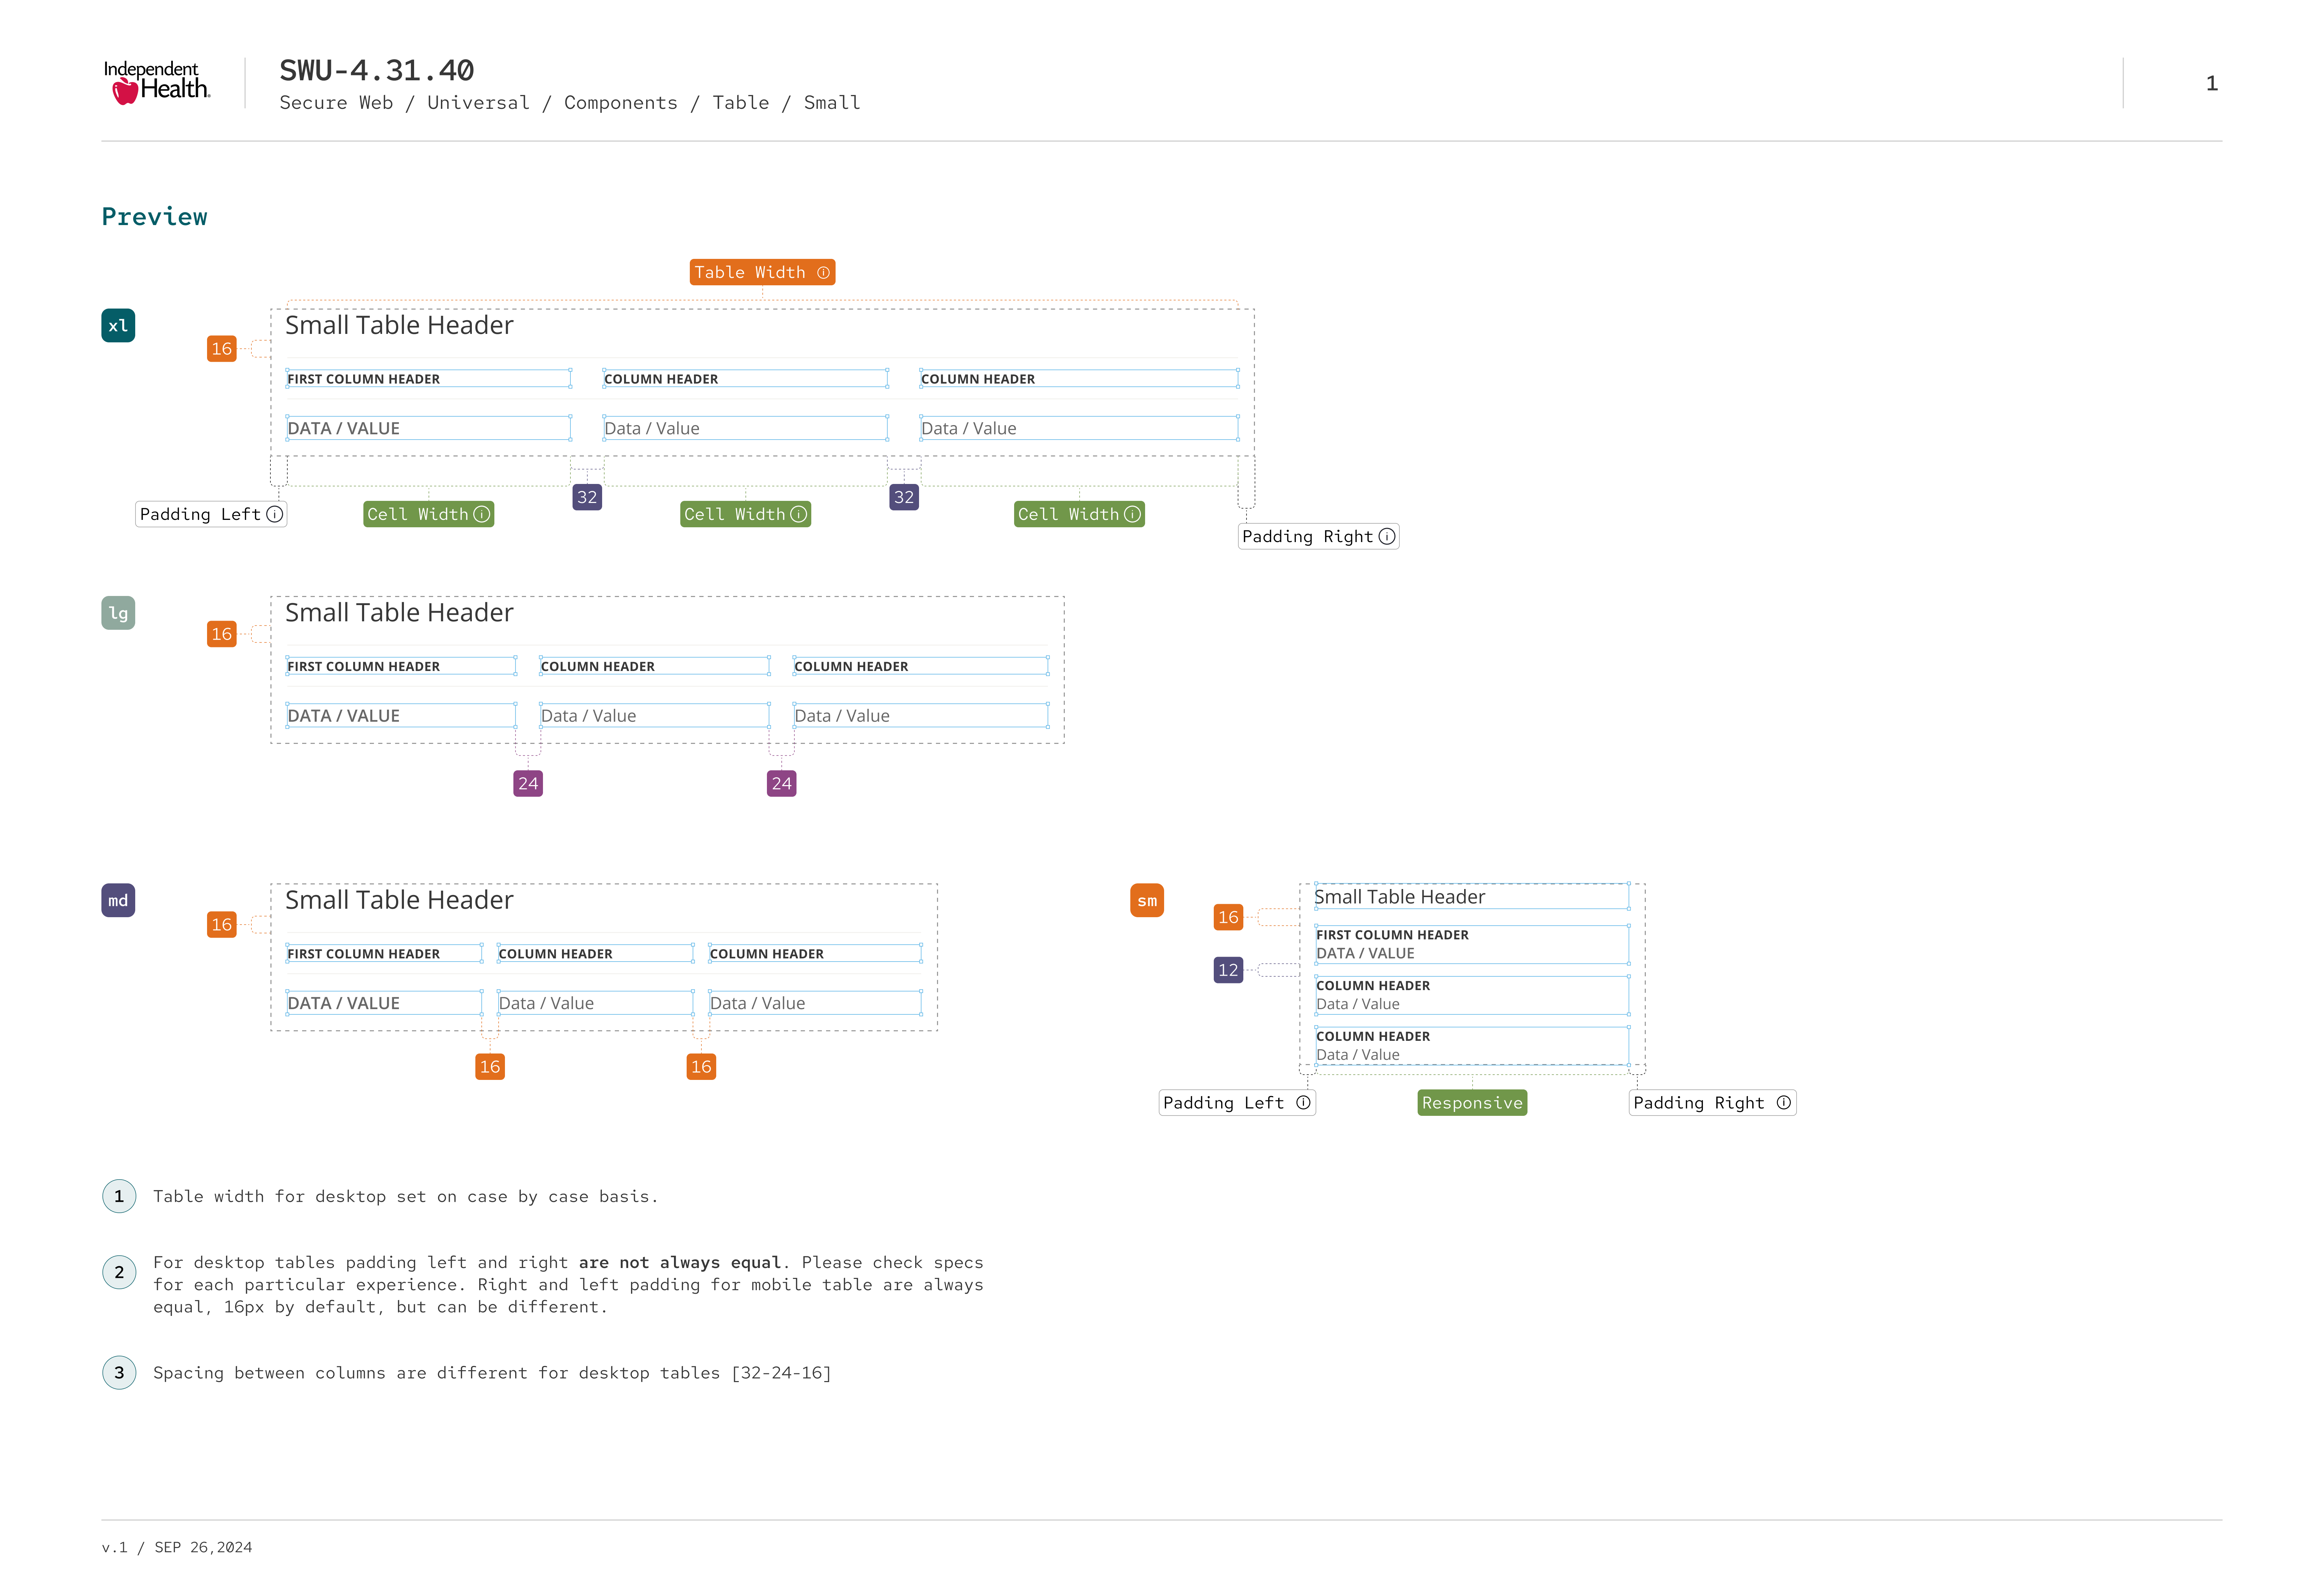 Independent
Health®
SWU-4.31.40
Secure Web / Universal / Components / Table / Small
1
Preview
Table Width
xl
Small Table Header
16
FIRST COLUMN HEADER COLUMN HEADER COLUMN HEADER
DATA / VALUE Data / Value Data / Value
32 32
Padding Left Cell Width Cell Width Cell Width
Padding Right
lg
Small Table Header
16
FIRST COLUMN HEADER COLUMN HEADER COLUMN HEADER
DATA / VALUE Data / Value Data / Value
24 24
md
Small Table Header
16
FIRST COLUMN HEADER COLUMN HEADER COLUMN HEADER
DATA / VALUE Data / Value Data / Value
16 16
sm
Small Table Header
16
FIRST COLUMN HEADER
DATA / VALUE
12
COLUMN HEADER
Data / Value
COLUMN HEADER
Data / Value
Padding Left Responsive Padding Right
1 Table width for desktop set on case by case basis.
2 For desktop tables padding left and right are not always equal. Please check specs
for each particular experience. Right and left padding for mobile table are always
equal, 16px by default, but can be different.
3 Spacing between columns are different for desktop tables [32-24-16]
v.1 / SEP 26,2024